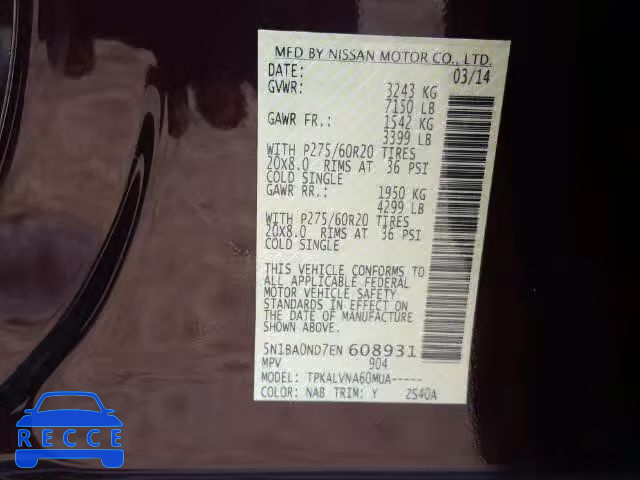 MFD BY NISSAN MOTOR CO., LTD.
DATE: 03/14
GVWR: 3243 KG
7150 LB
GAWR FR.: 1542 KG
3399 LB
WITH P275/60R20 TIRES
20X8.0 RIMS AT 36 PSI
COLD SINGLE
GAWR RR.: 1950 KG
4299 LB
WITH P275/60R20 TIRES
20X8.0 RIMS AT 36 PSI
COLD SINGLE
THIS VEHICLE CONFORMS TO
ALL APPLICABLE FEDERAL
MOTOR VEHICLE SAFETY
STANDARDS IN EFFECT ON
THE DATE OF MANUFACTURE
SHOWN ABOVE.
5N1BA0ND7EN 608931
MPV 904
MODEL: TPKALVNA60MUA-----
COLOR: NAB TRIM: Y 2S40A
RECCE